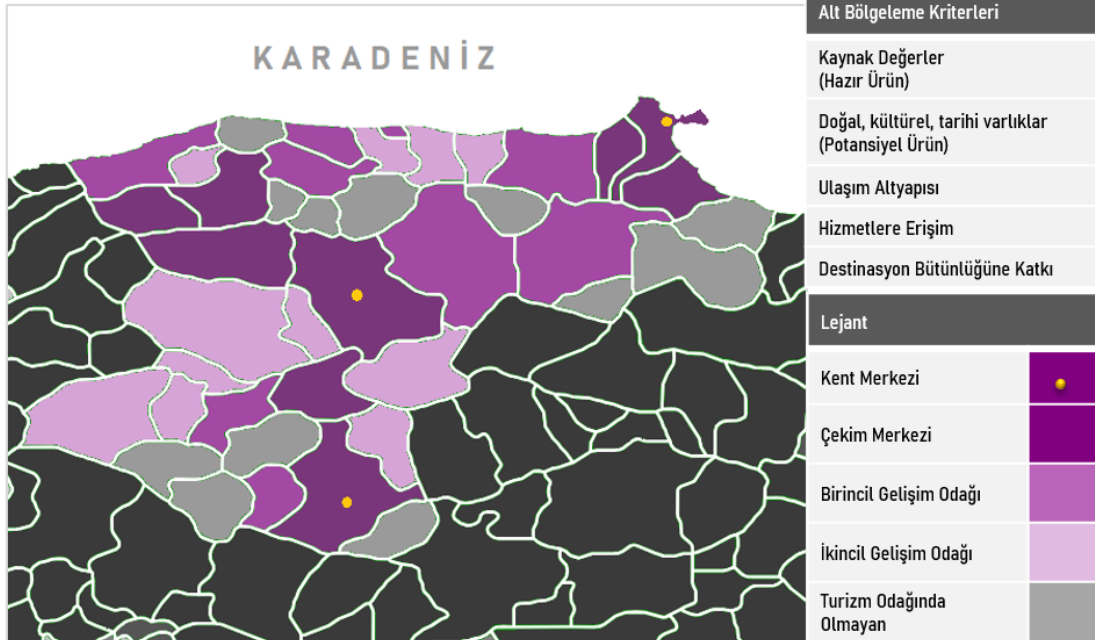 KARADENİZ
Alt Bölgeleme Kriterleri
Kaynak Değerler
(Hazır Ürün)
Doğal, kültürel, tarihi varlıklar
(Potansiyel Ürün)
Ulaşım Altyapısı
Hizmetlere Erişim
Destinasyon Bütünlüğüne Katkı
Lejant
Kent Merkezi
Çekim Merkezi
Birincil Gelişim Odağı
İkincil Gelişim Odağı
Turizm Odağında
Olmayan